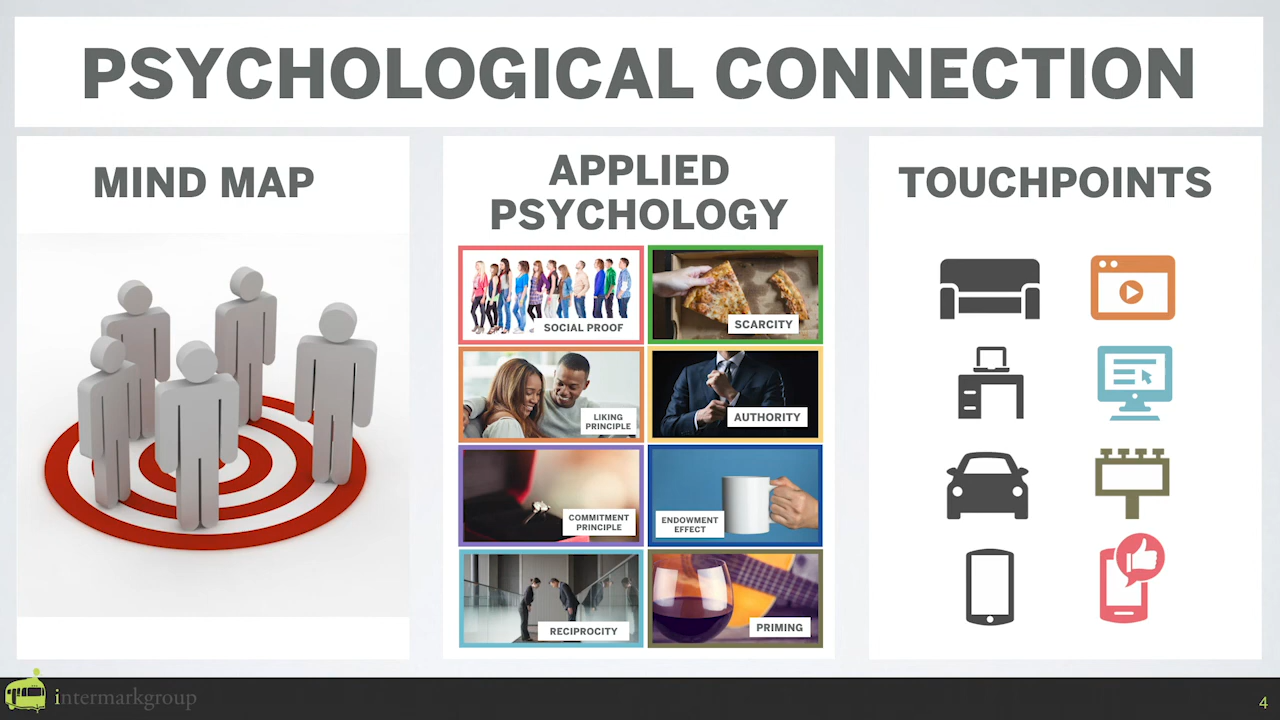 PSYCHOLOGICAL CONNECTION
MIND MAP
APPLIED
PSYCHOLOGY
SOCIAL PROOF
SCARCITY
LIKING
PRINCIPLE
AUTHORITY
COMMITMENT
PRINCIPLE
ENDOWMENT
EFFECT
RECIPROCITY
PRIMING
TOUCHPOINTS
intermarkgroup
4